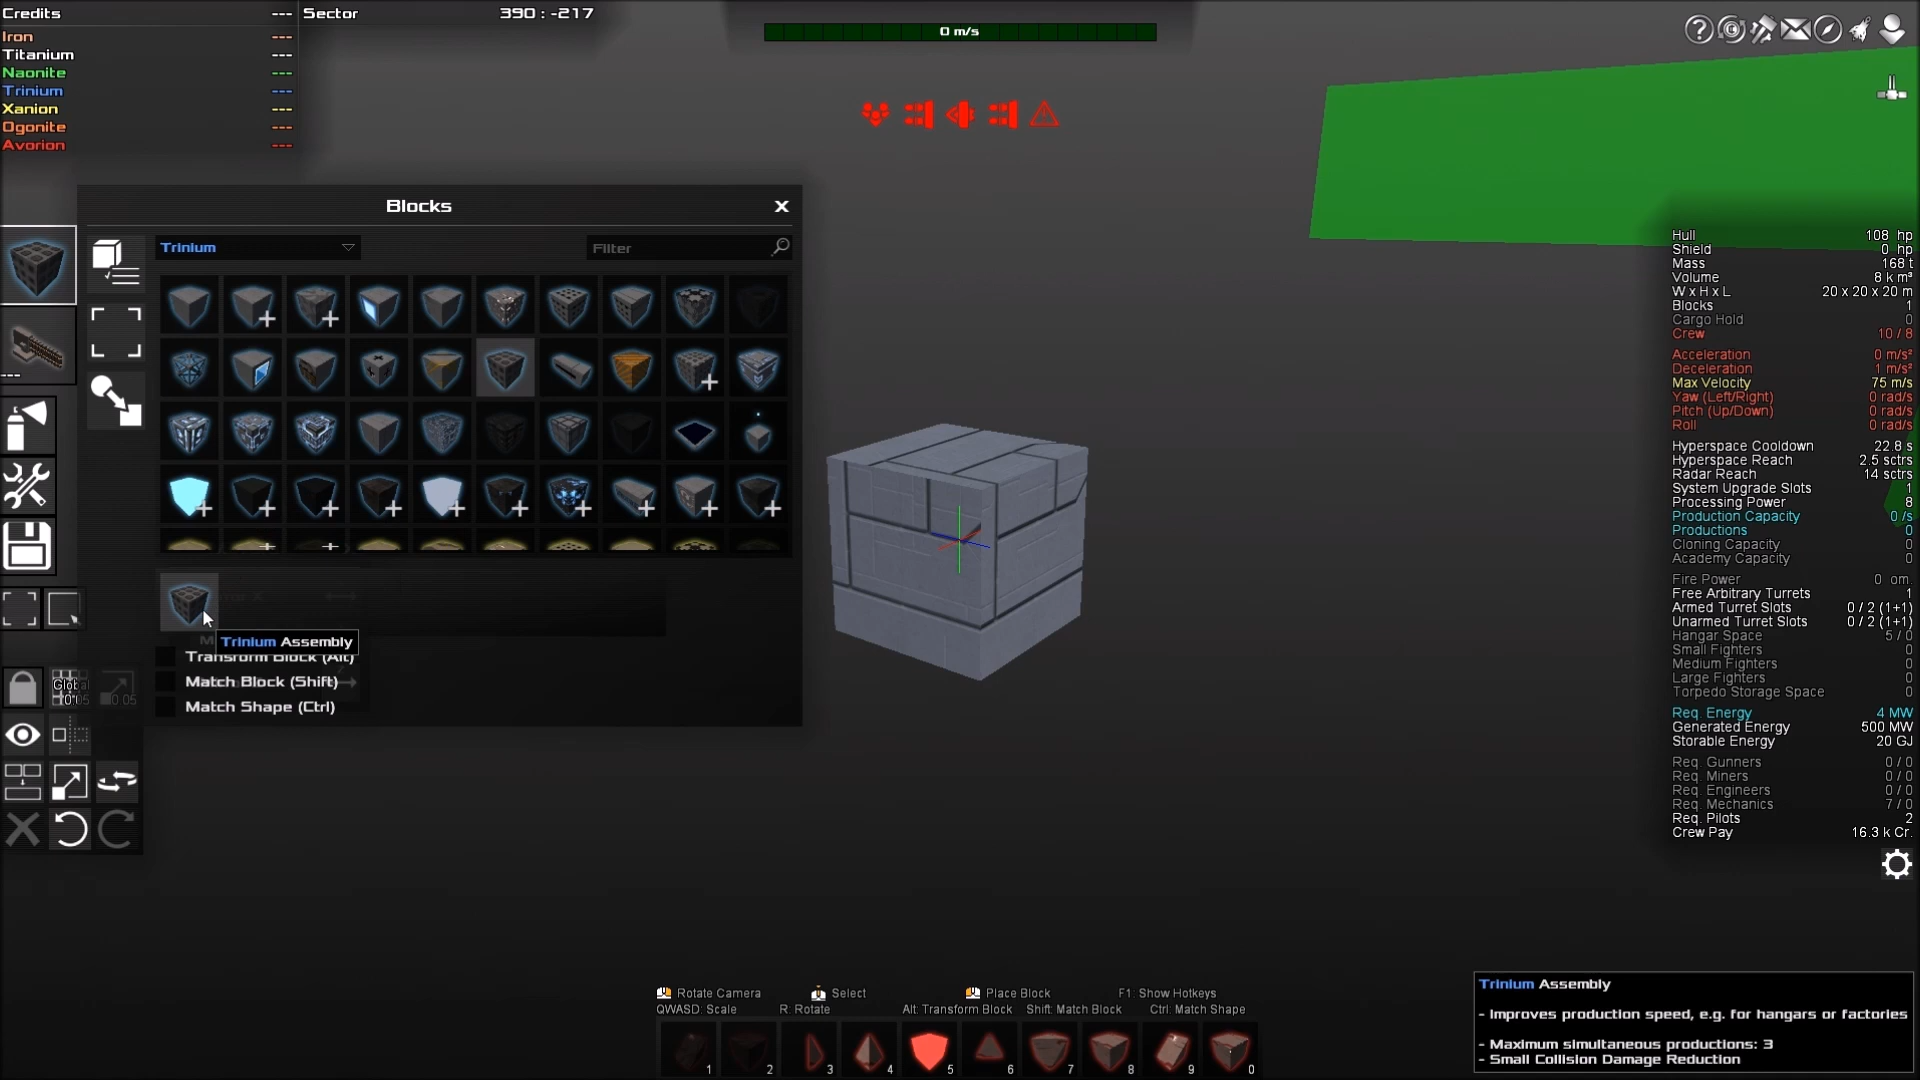 Credits ---
Iron ---
Titanium ---
Naonite ---
Trinium ---
Xanion ---
Ogonite ---
Avorion ---
Sector 390 : -217
0 m/s
Blocks X
Trinium
Filter
Trinium Assembly
Transform Block (Alt)
Match Block (Shift)
Match Shape (Ctrl)
Global
0.05
0.05
Hull 108 hp
Shield 0 hp
Mass 168 t
Volume 8 k m³
W x H x L 20 x 20 x 20 m
Blocks 1
Cargo Hold 0
Crew 10 / 8
Acceleration 0 m/s²
Deceleration 1 m/s²
Max Velocity 75 m/s
Yaw (Left/Right) 0 rad/s
Pitch (Up/Down) 0 rad/s
Roll 0 rad/s
Hyperspace Cooldown 22.8 s
Hyperspace Reach 2.5 sctrs
Radar Reach 14 sctrs
System Upgrade Slots 1
Processing Power 8
Production Capacity 0 /s
Productions 0
Cloning Capacity 0
Academy Capacity 0
Fire Power 0 om.
Free Arbitrary Turrets 1
Armed Turret Slots 0 / 2 (1+1)
Unarmed Turret Slots 0 / 2 (1+1)
Hangar Space 5 / 0
Small Fighters 0
Medium Fighters 0
Large Fighters 0
Torpedo Storage Space 0
Req. Energy 4 MW
Generated Energy 500 MW
Storable Energy 20 GJ
Req. Gunners 0 / 0
Req. Miners 0 / 0
Req. Engineers 0 / 0
Req. Mechanics 7 / 0
Req. Pilots 2
Crew Pay 16.3 k Cr.
Rotate Camera Select Place Block F1: Show Hotkeys
QWASD: Scale R: Rotate Alt: Transform Block Shift: Match Block Ctrl: Match Shape
1 2 3 4 5 6 7 8 9 0
Trinium Assembly
- Improves production speed, e.g. for hangars or factories
- Maximum simultaneous productions: 3
- Small Collision Damage Reduction